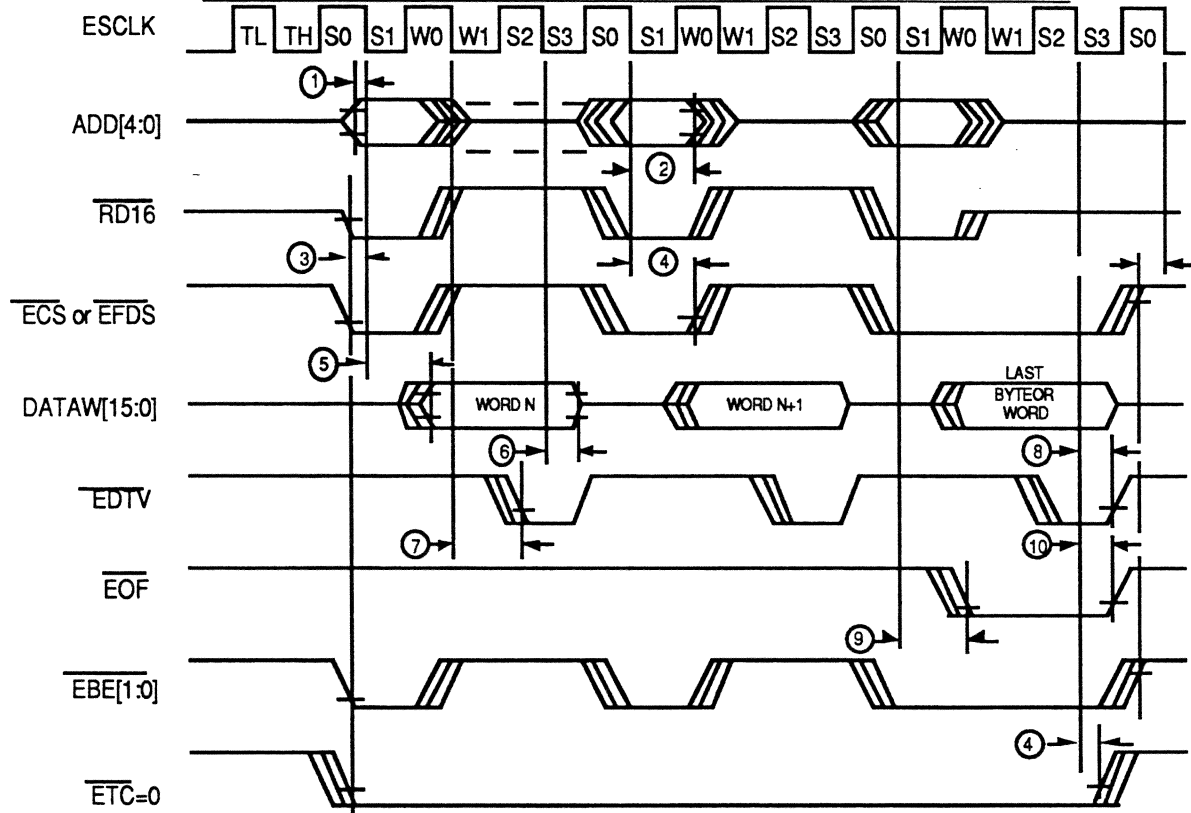 ESCLK
TL TH S0 S1 W0 W1 S2 S3 S0 S1 W0 W1 S2 S3 S0 S1 W0 W1 S2 S3 S0
1
ADD[4:0]
2
RD16
3
4
ECS or EFDS
5
LAST
DATAW[15:0]
WORD N
WORD N+1
BYTEOR
WORD
6
8
EDTV
7
10
EOF
9
EBE[1:0]
4
ETC=0